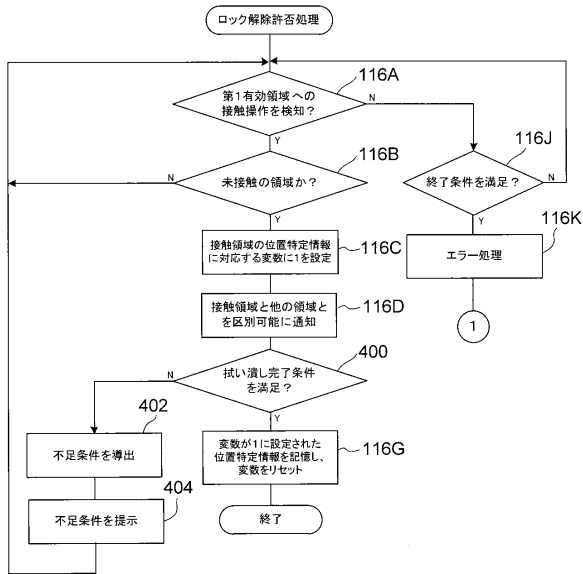 ロック解除許否処理
116A
第1有効領域への
接触操作を検知?
N
Y
116B
未接触の領域か?
N
Y
116J
終了条件を満足?
N
Y
116K
エラー処理
1
接触領域の位置特定情報
に対応する変数に1を設定
116C
接触領域と他の領域と
を区別可能に通知
116D
400
拭い潰し完了条件
を満足?
N
Y
402
不足条件を導出
404
不足条件を提示
変数が1に設定された
位置特定情報を記憶し、
変数をリセット
116G
終了